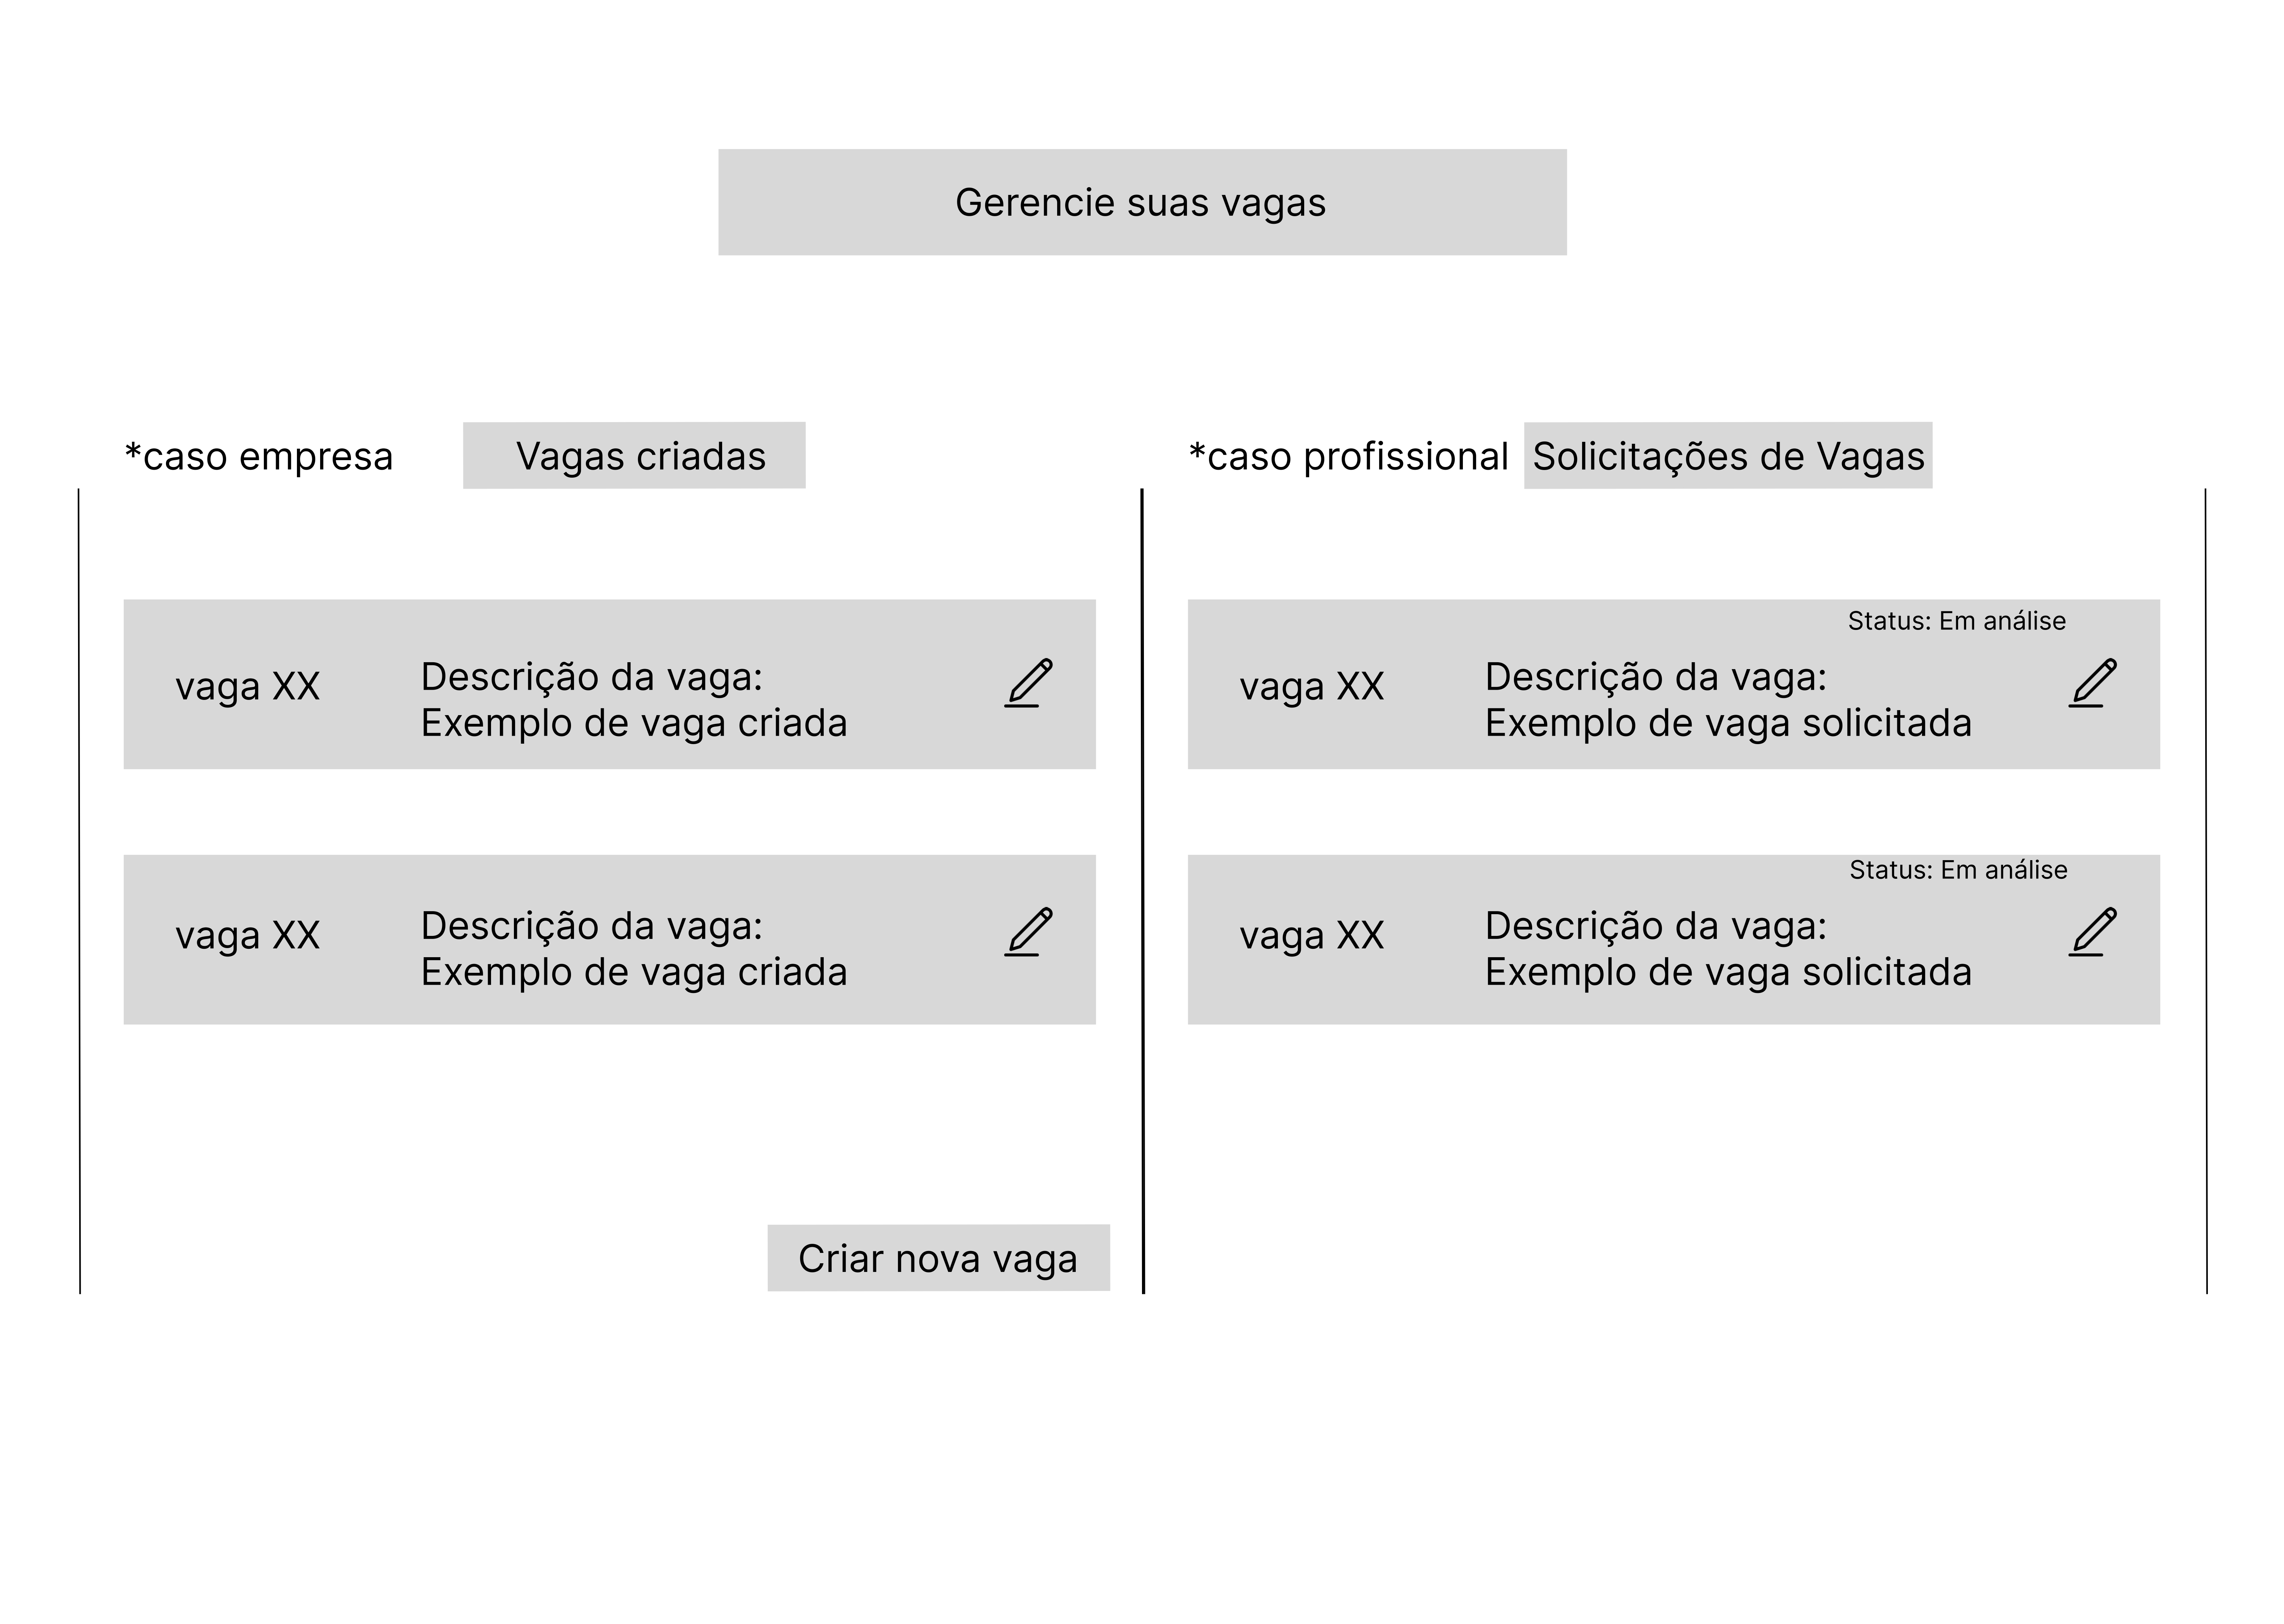 Gerencie suas vagas
*caso empresa
Vagas criadas
vaga XX
Descrição da vaga:
Exemplo de vaga criada
vaga XX
Descrição da vaga:
Exemplo de vaga criada
Criar nova vaga
*caso profissional
Solicitações de Vagas
Status: Em análise
vaga XX
Descrição da vaga:
Exemplo de vaga solicitada
Status: Em análise
vaga XX
Descrição da vaga:
Exemplo de vaga solicitada